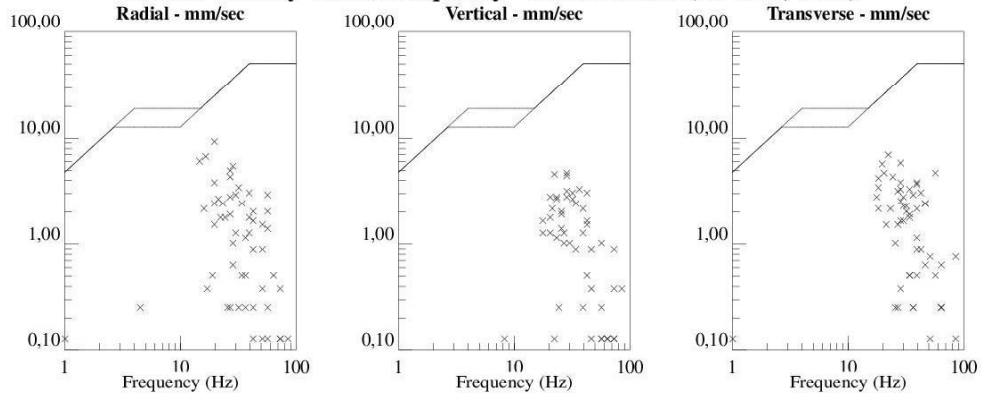 Radial - mm/sec Vertical - mm/sec Transverse - mm/sec
100,00 100,00 100,00
10,00 10,00 10,00
1,00 1,00 1,00
0,10 0,10 0,10
1 10 100 1 10 100 1 10 100
Frequency (Hz) Frequency (Hz) Frequency (Hz)